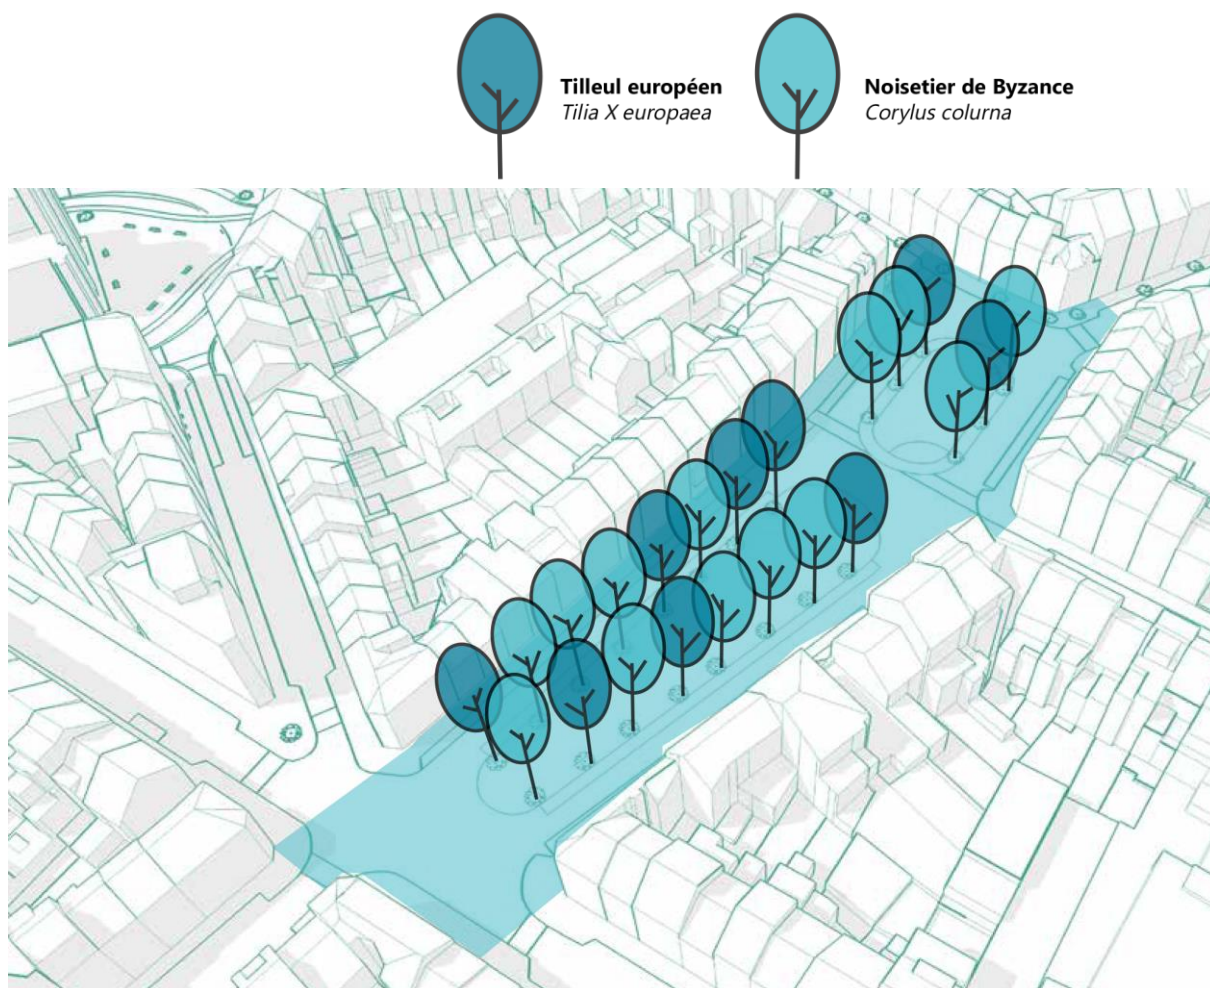 Tilleul européen
Tilia X europaea
Noisetier de Byzance
Corylus colurna